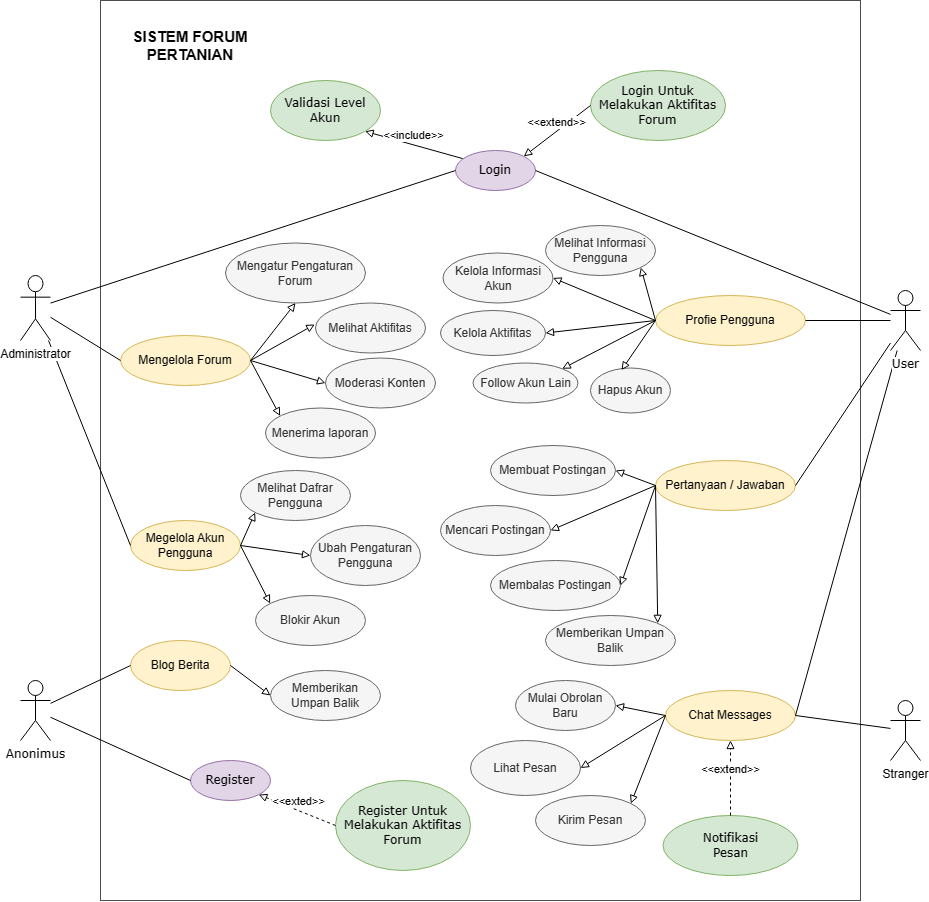 SISTEM FORUM
PERTANIAN
Validasi Level
Akun
Login Untuk
Melakukan Aktifitas
Forum
<<include>>
<<extend>>
Login
Mengatur Pengaturan
Forum
Melihat Aktifitas
Mengelola Forum
Moderasi Konten
Menerima laporan
Melihat Informasi
Pengguna
Kelola Informasi
Akun
Kelola Aktifitas
Profie Pengguna
Follow Akun Lain
Hapus Akun
Administrator
User
Melihat Dafrar
Pengguna
Megelola Akun
Pengguna
Ubah Pengaturan
Pengguna
Blokir Akun
Membuat Postingan
Pertanyaan / Jawaban
Mencari Postingan
Membalas Postingan
Memberikan Umpan
Balik
Blog Berita
Memberikan
Umpan Balik
Anonimus
Register
<<exted>>
Register Untuk
Melakukan Aktifitas
Forum
Mulai Obrolan
Baru
Chat Messages
Lihat Pesan
Kirim Pesan
<<extend>>
Notifikasi
Pesan
Stranger